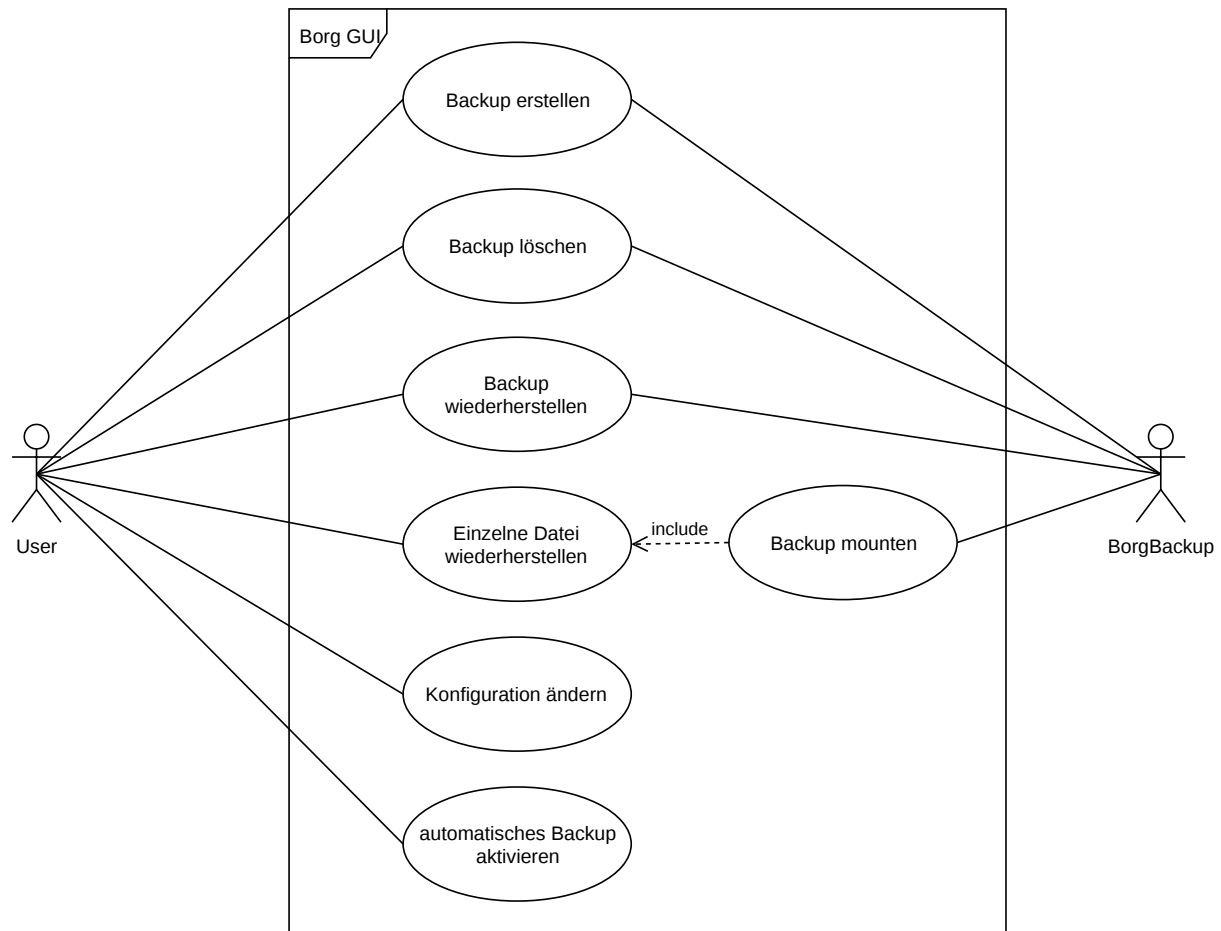 Borg GUI
Backup erstellen
Backup löschen
Backup
wiederherstellen
Einzelne Datei
wiederherstellen
include
Backup mounten
User
BorgBackup
Konfiguration ändern
automatisches Backup
aktivieren